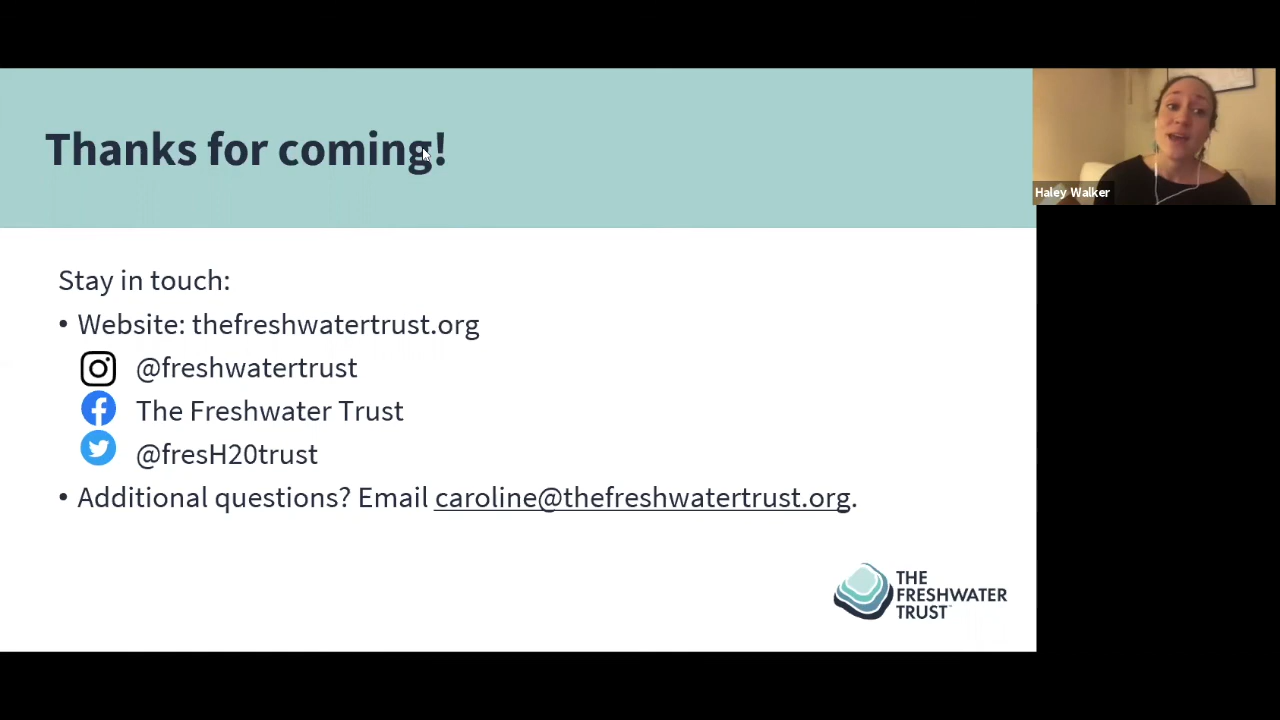 Thanks for coming!
Haley Walker
Stay in touch:
• Website: thefreshwatertrust.org
@freshwatertrust
The Freshwater Trust
@fresH20trust
• Additional questions? Email caroline@thefreshwatertrust.org.
THE
FRESHWATER
TRUST